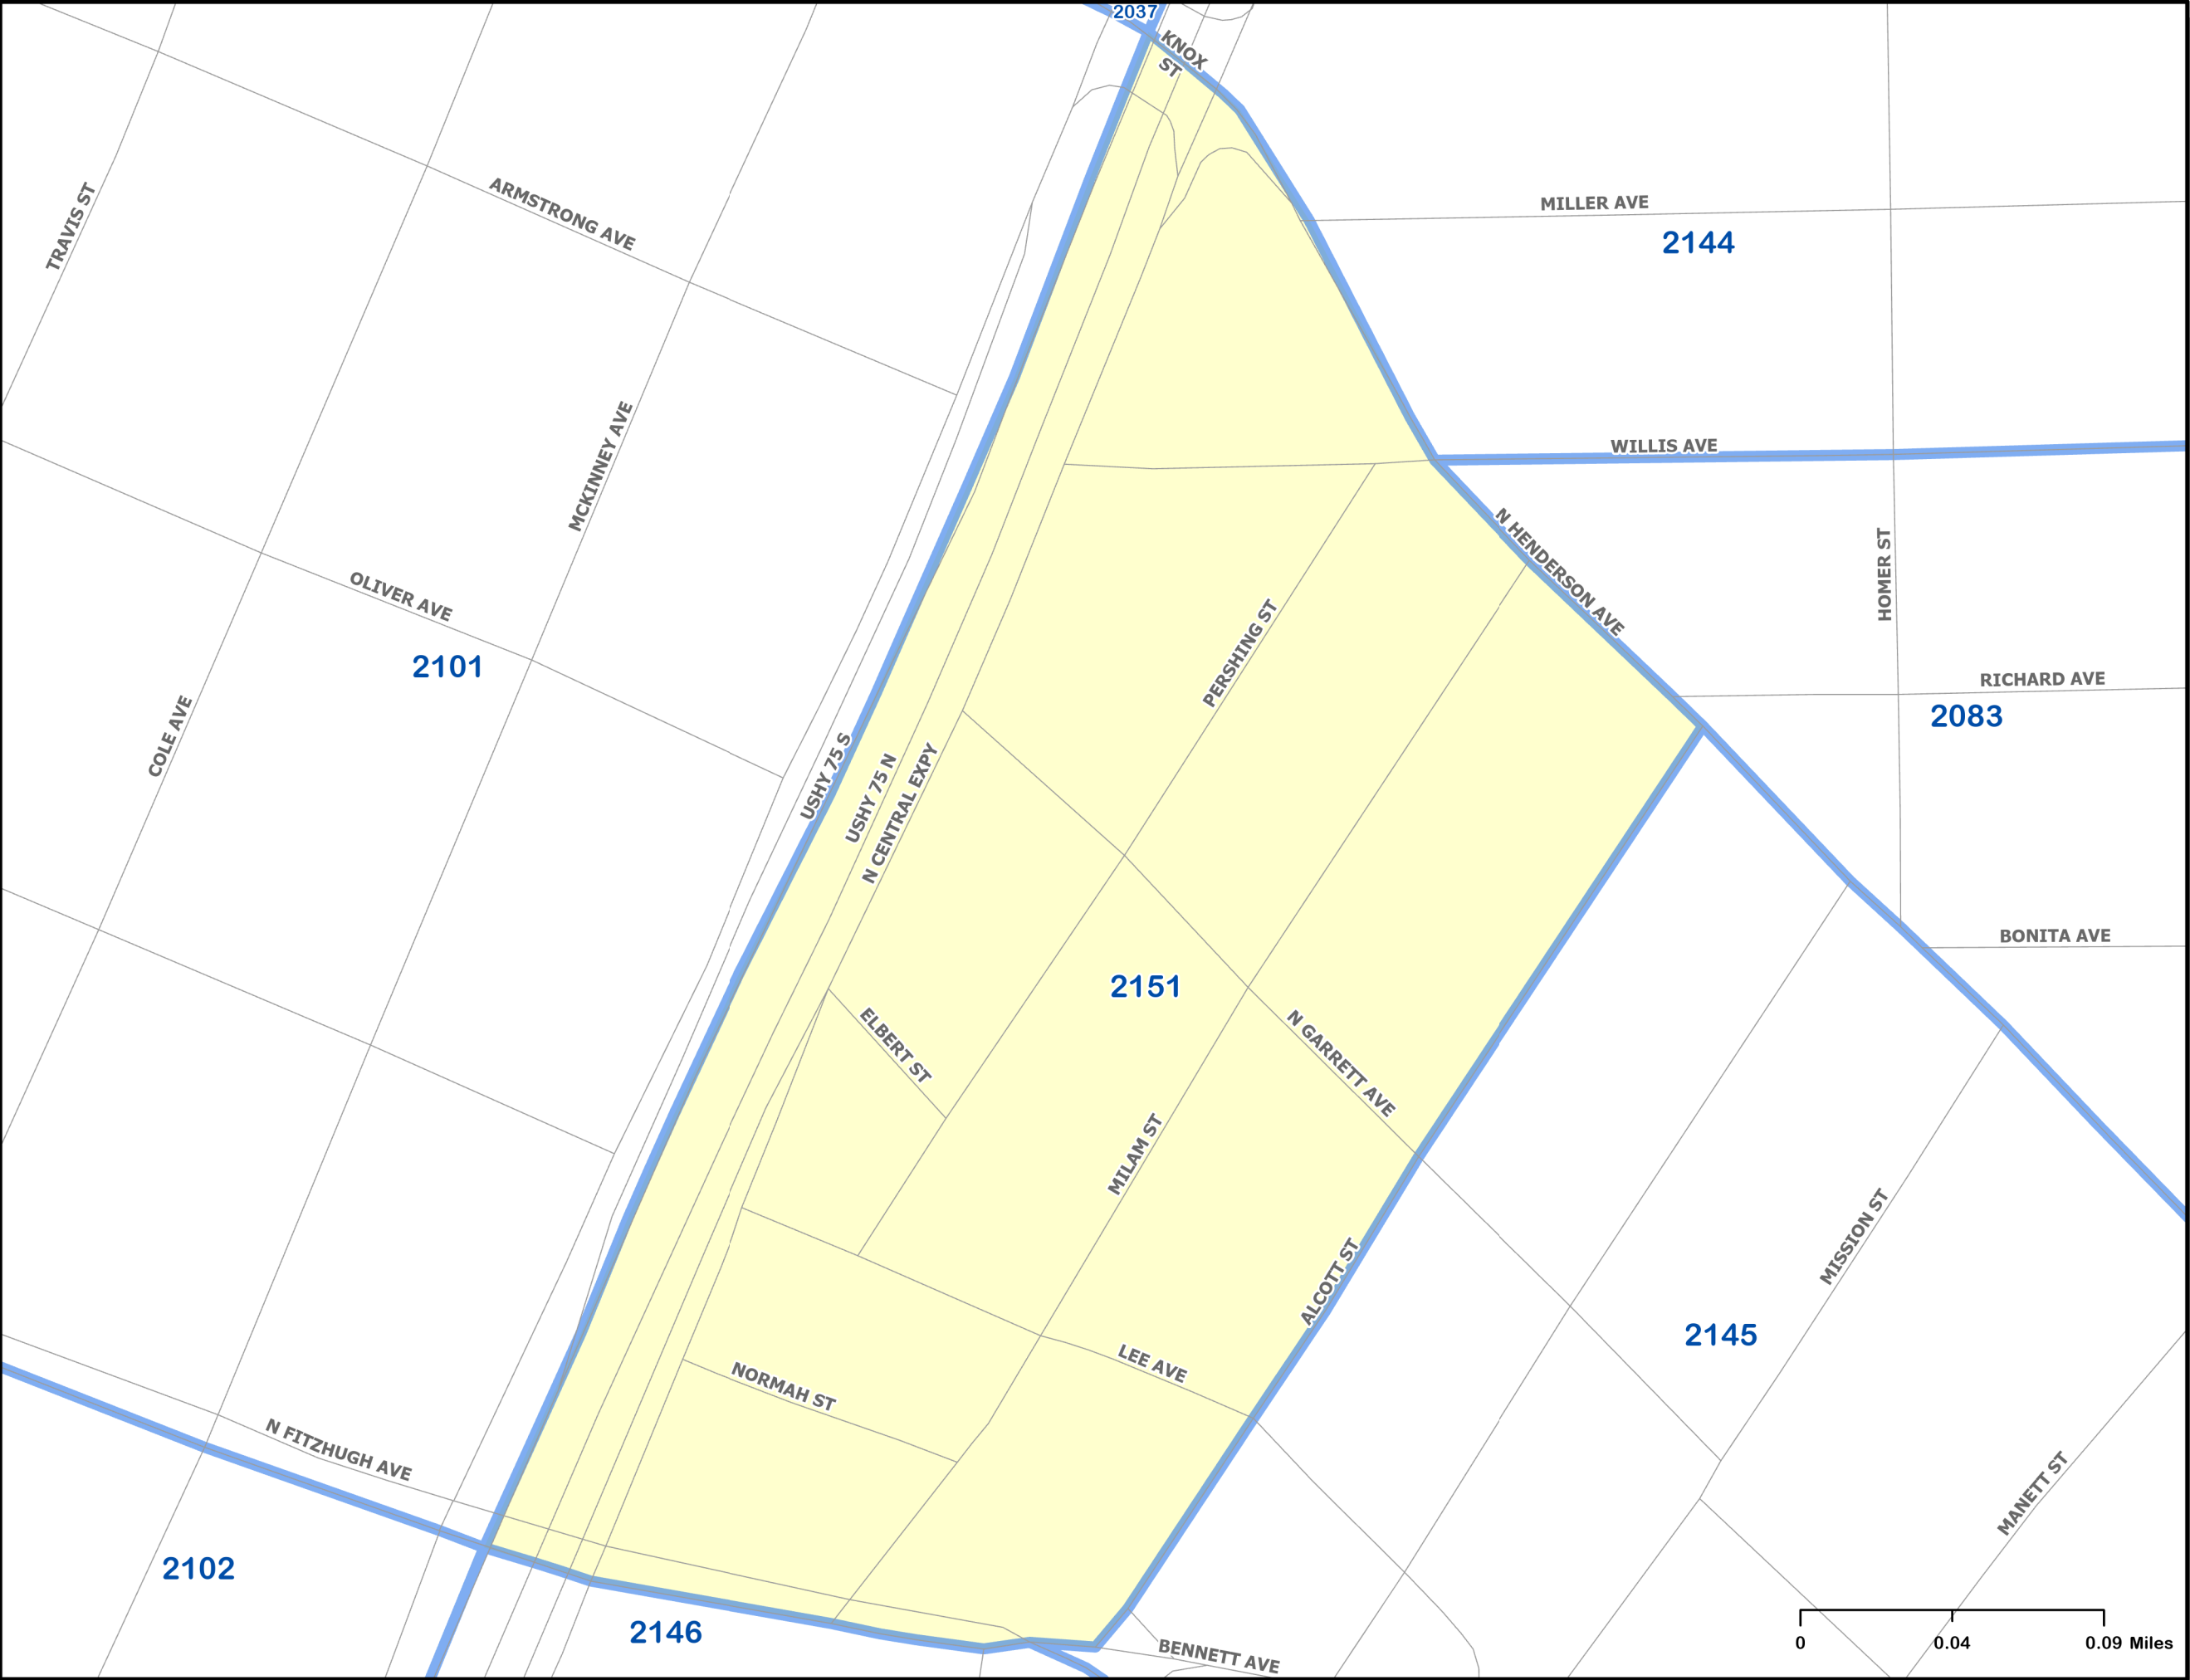 2037
KNOX
ST
TRAVIS ST
ARMSTRONG AVE
MILLER AVE
2144
MCKINNEY AVE
WILLIS AVE
N HENDERSON AVE
HOMER ST
OLIVER AVE
2101
PERSHING ST
RICHARD AVE
2083
COLE AVE
USHY 75 S
USHY 75 N
N CENTRAL EXPY
BONITA AVE
2151
ELBERT ST
N GARRETT AVE
MILAM ST
MISSION ST
ALCOTT ST
2145
LEE AVE
NORMAH ST
N FITZHUGH AVE
MANETT ST
2102
2146
BENNETT AVE
0 0.04 0.09 Miles